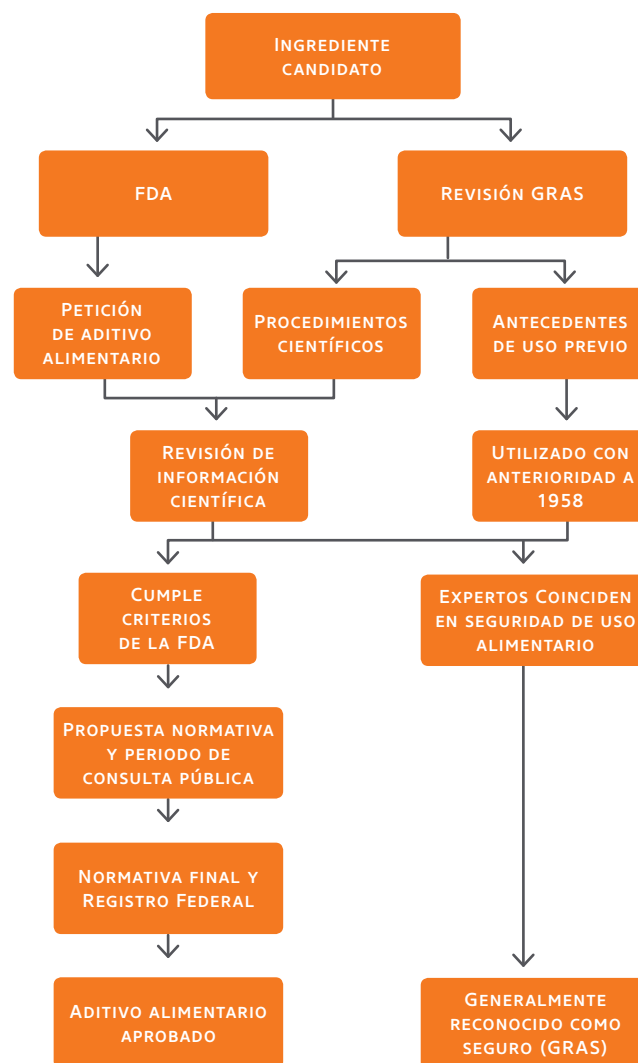 INGREDIENTE
CANDIDATO
FDA
REVISIÓN GRAS
PETICIÓN
DE ADITIVO
ALIMENTARIO
PROCEDIMIENTOS
CIENTÍFICOS
ANTECEDENTES
DE USO PREVIO
REVISIÓN DE
INFORMACIÓN
CIENTÍFICA
UTILIZADO CON
ANTERIORIDAD A
1958
CUMPLE
CRITERIOS
DE LA FDA
EXPERTOS COINCIDEN
EN SEGURIDAD DE USO
ALIMENTARIO
PROPUESTA NORMATIVA
Y PERIODO DE
CONSULTA PÚBLICA
NORMATIVA FINAL Y
REGISTRO FEDERAL
ADITIVO ALIMENTARIO
APROBADO
GENERALMENTE
RECONOCIDO COMO
SEGURO (GRAS)